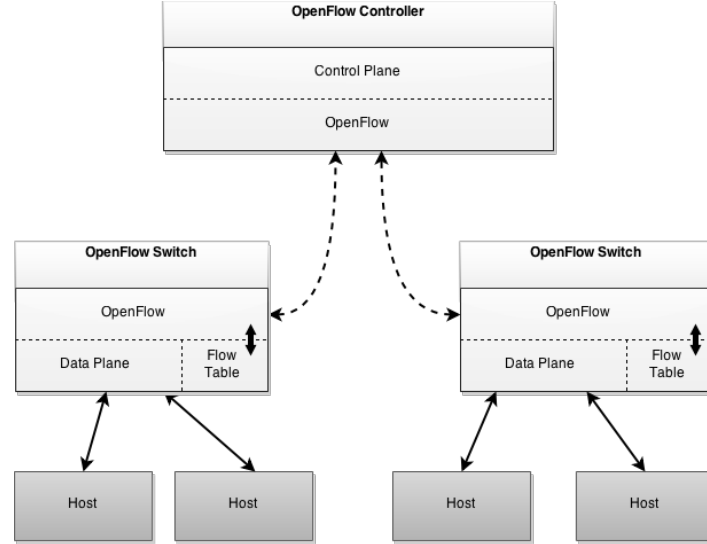 OpenFlow Controller
Control Plane
OpenFlow
OpenFlow Switch
OpenFlow
Data Plane
Flow
Table
OpenFlow Switch
OpenFlow
Data Plane
Flow
Table
Host
Host
Host
Host